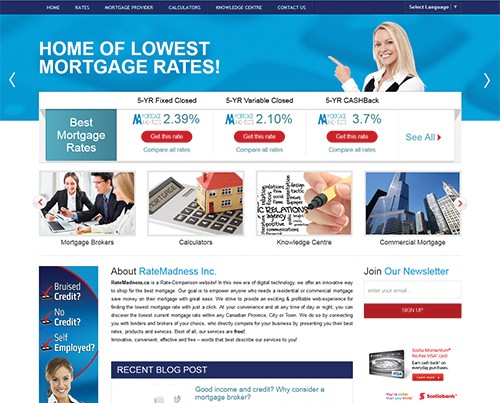 HOME RATES MORTGAGE PROVIDER CALCULATORS KNOWLEDGE CENTRE CONTACT US Select Language
HOME OF LOWEST
MORTGAGE RATES!
5-YR Fixed Closed 5-YR Variable Closed 5-YR CASHBack
Best
Mortgage
Rates
2.39% 2.10% 3.7%
Get this rate Get this rate Get this rate
Compare all rates Compare all rates Compare all rates
See All
Mortgage Brokers Calculators Knowledge Centre Commercial Mortgage
Bruised
Credit?
No
Credit?
Self
Employed?
About RateMadness Inc.
RateMadness.ca is a Rate-Comparison website! In this new era of digital technology, we offer an innovative way
to shop for the best mortgage. Our goal is to empower anyone who needs a residential or commercial mortgage
save money on their mortgage with great ease. We strive to provide an exciting & profitable web-experience for
finding the lowest mortgage rate with just a click. At your convenience and at any time of day or night, you can
discover the lowest current mortgage rate within any Canadian Province, City or Town. We do so by connecting
you with lenders and brokers of your choice, who directly compete for your business by presenting you their best
rates, products and services. Best of all, our services are free!
Innovative, convenient, effective and free – words that best describe our services to you!
RECENT BLOG POST
Good income and credit? Why consider a
mortgage broker?
Join Our Newsletter
enter your email...
SIGN UP
Scotia Momentum
No-Fee VISA card
Earn cash back on
everyday purchases.
Scotiabank